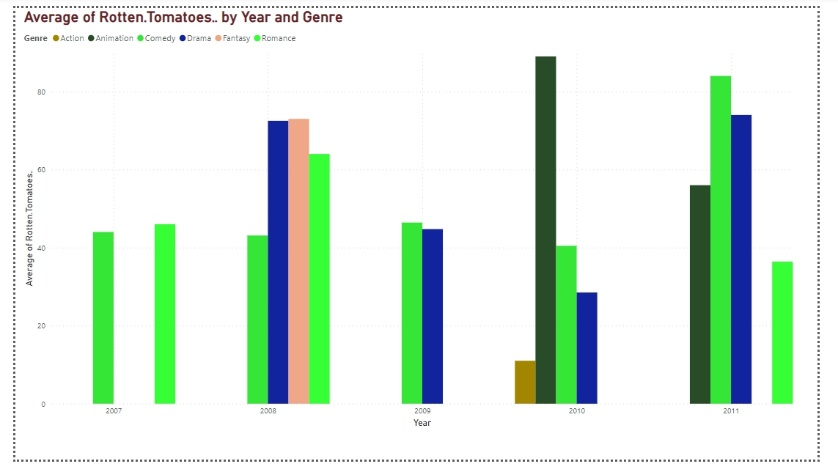 Average of Rotten.Tomatoes.. by Year and Genre
Genre Action Animation Comedy Drama Fantasy Romance
80
60
40
20
0
Average of Rotten.Tomatoes..
2007 2008 2009 2010 2011
Year